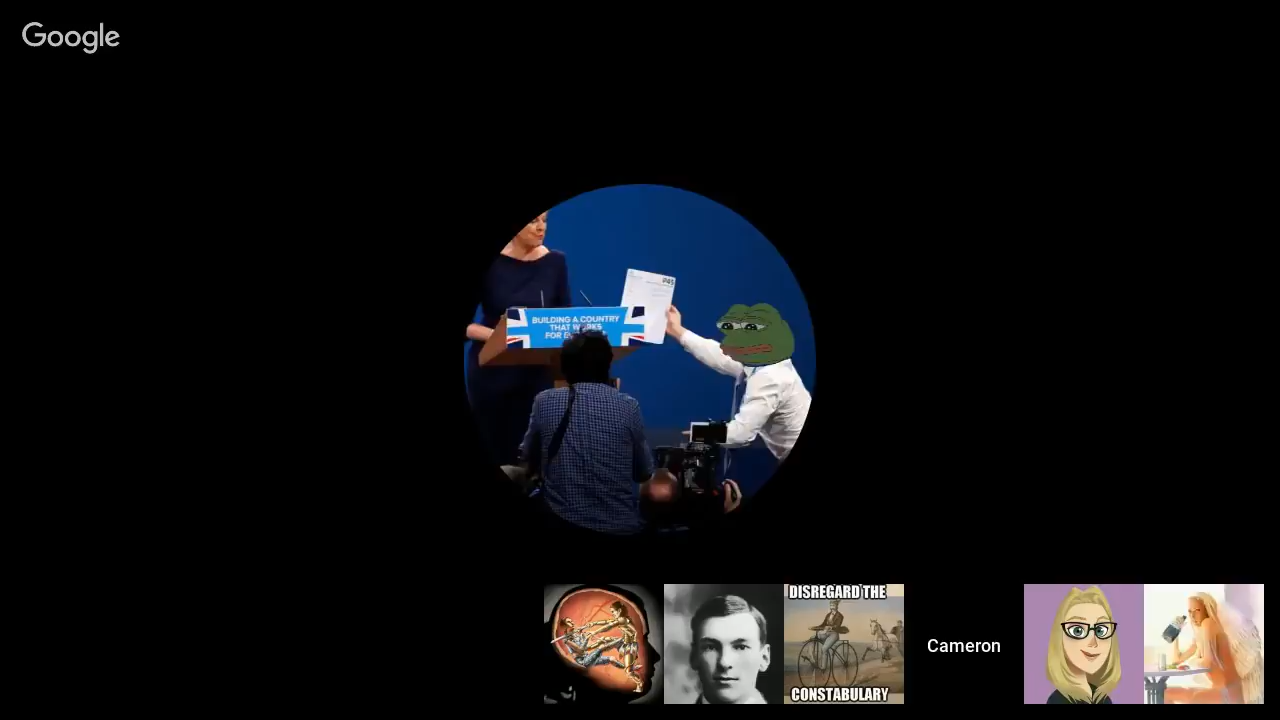 Google
P45
BUILDING A COUNTRY
THAT WORKS
FOR
DISREGARD THE
CONSTABULARY
Cameron